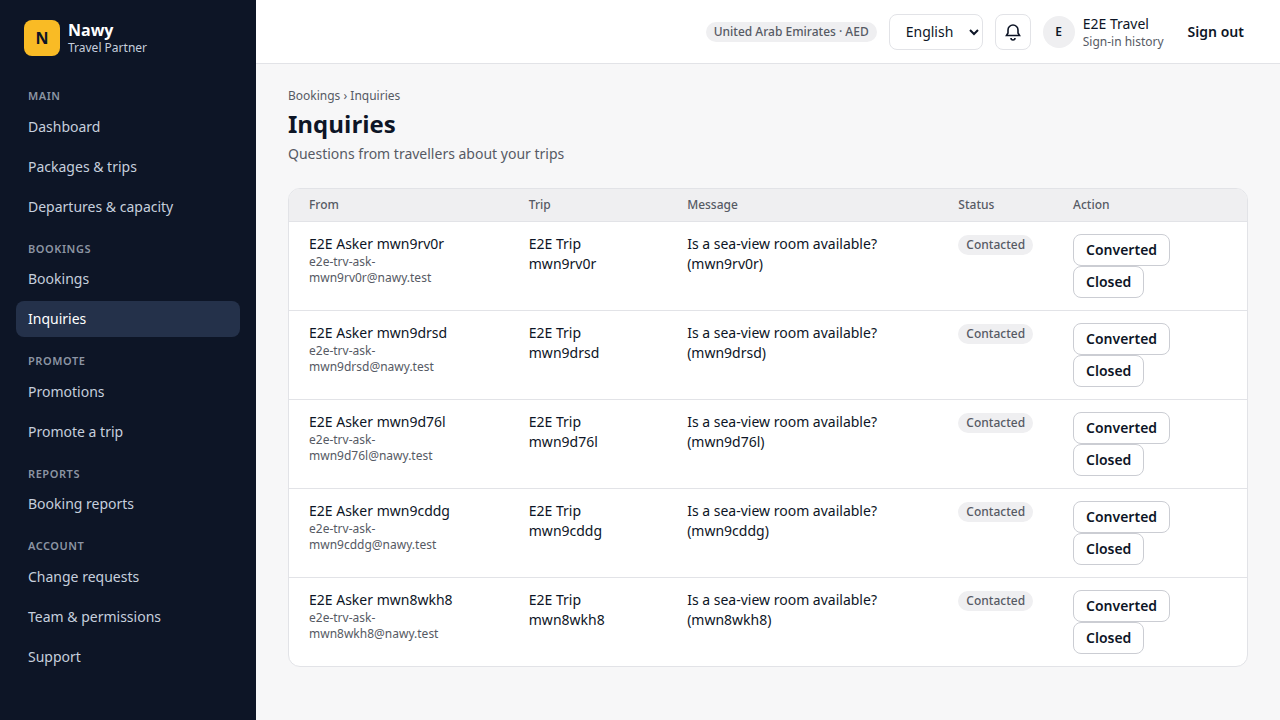 N
Nawy
Travel Partner
MAIN
Dashboard
Packages & trips
Departures & capacity
BOOKINGS
Bookings
Inquiries
PROMOTE
Promotions
Promote a trip
REPORTS
Booking reports
ACCOUNT
Change requests
Team & permissions
Support
United Arab Emirates · AED
English
E
E2E Travel
Sign-in history
Sign out
Bookings › Inquiries
Inquiries
Questions from travellers about your trips
From Trip Message Status Action
E2E Asker mwn9rv0r
e2e-trv-ask-
mwn9rv0r@nawy.test
E2E Trip
mwn9rv0r
Is a sea-view room available?
(mwn9rv0r)
Contacted
Converted
Closed
E2E Asker mwn9drsd
e2e-trv-ask-
mwn9drsd@nawy.test
E2E Trip
mwn9drsd
Is a sea-view room available?
(mwn9drsd)
Contacted
Converted
Closed
E2E Asker mwn9d76l
e2e-trv-ask-
mwn9d76l@nawy.test
E2E Trip
mwn9d76l
Is a sea-view room available?
(mwn9d76l)
Contacted
Converted
Closed
E2E Asker mwn9cddg
e2e-trv-ask-
mwn9cddg@nawy.test
E2E Trip
mwn9cddg
Is a sea-view room available?
(mwn9cddg)
Contacted
Converted
Closed
E2E Asker mwn8wkh8
e2e-trv-ask-
mwn8wkh8@nawy.test
E2E Trip
mwn8wkh8
Is a sea-view room available?
(mwn8wkh8)
Contacted
Converted
Closed